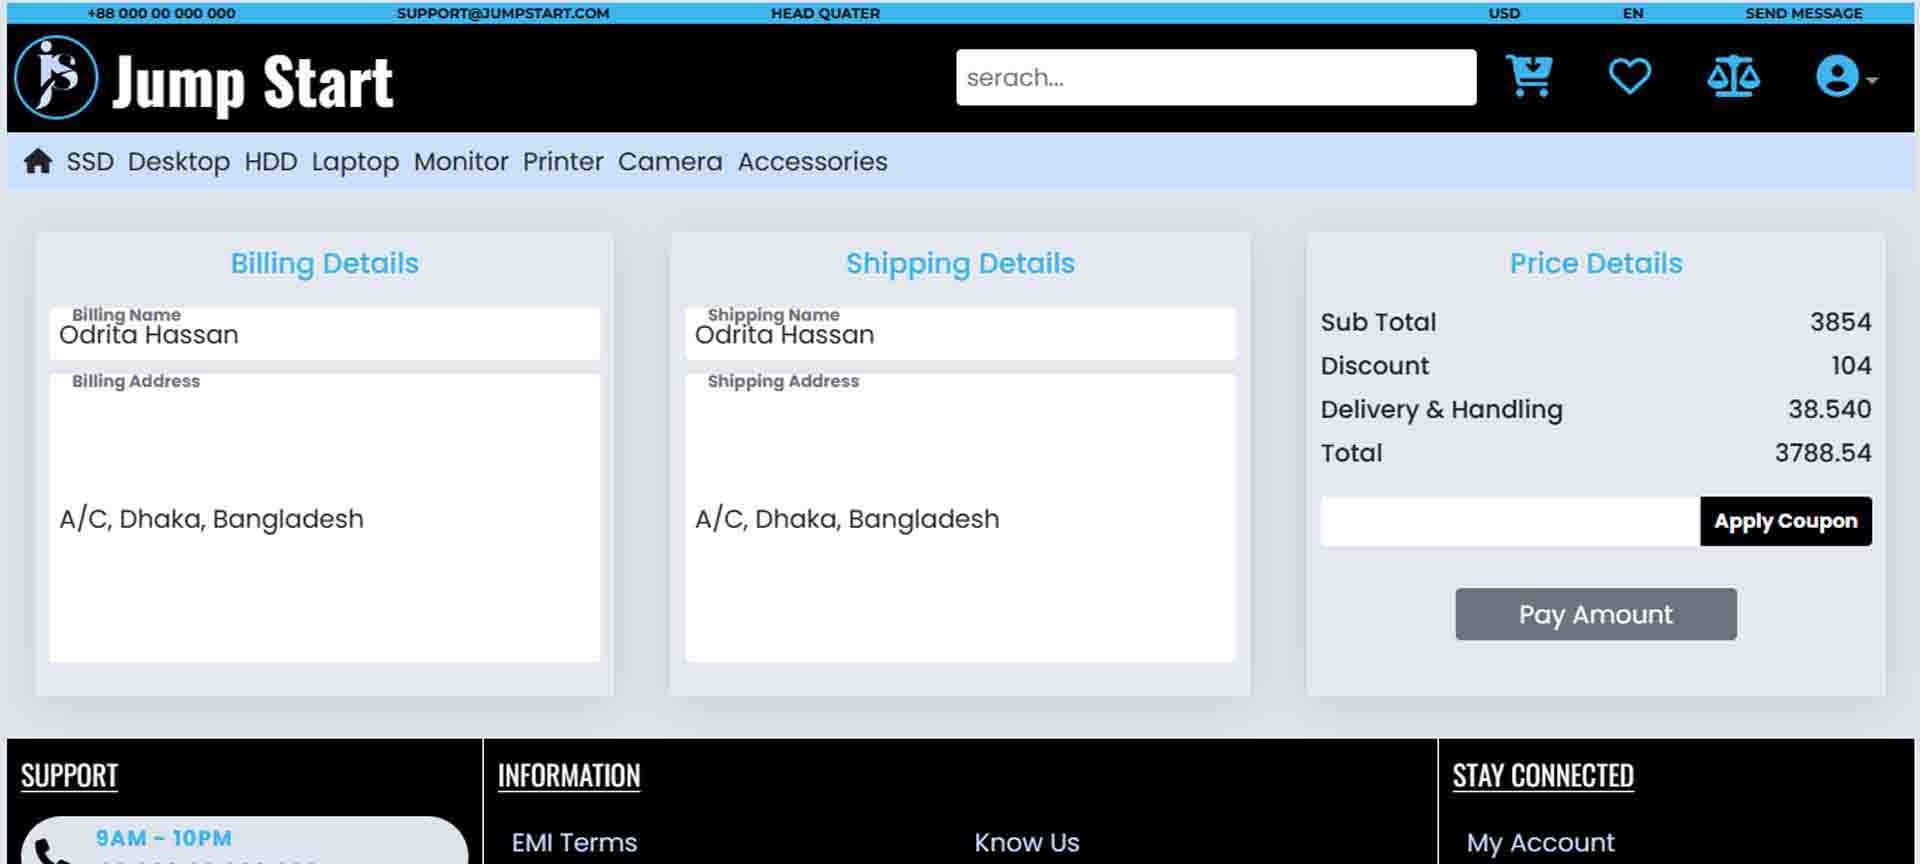 +88 000 00 000 000 SUPPORT@JUMPSTART.COM HEAD QUATER USD EN SEND MESSAGE
js Jump Start serach...
SSD Desktop HDD Laptop Monitor Printer Camera Accessories
Billing Details
Billing Name
Odrita Hassan
Billing Address
A/C, Dhaka, Bangladesh
Shipping Details
Shipping Name
Odrita Hassan
Shipping Address
A/C, Dhaka, Bangladesh
Price Details
Sub Total 3854
Discount 104
Delivery & Handling 38.540
Total 3788.54
Apply Coupon
Pay Amount
SUPPORT
9AM - 10PM
INFORMATION
EMI Terms Know Us
STAY CONNECTED
My Account